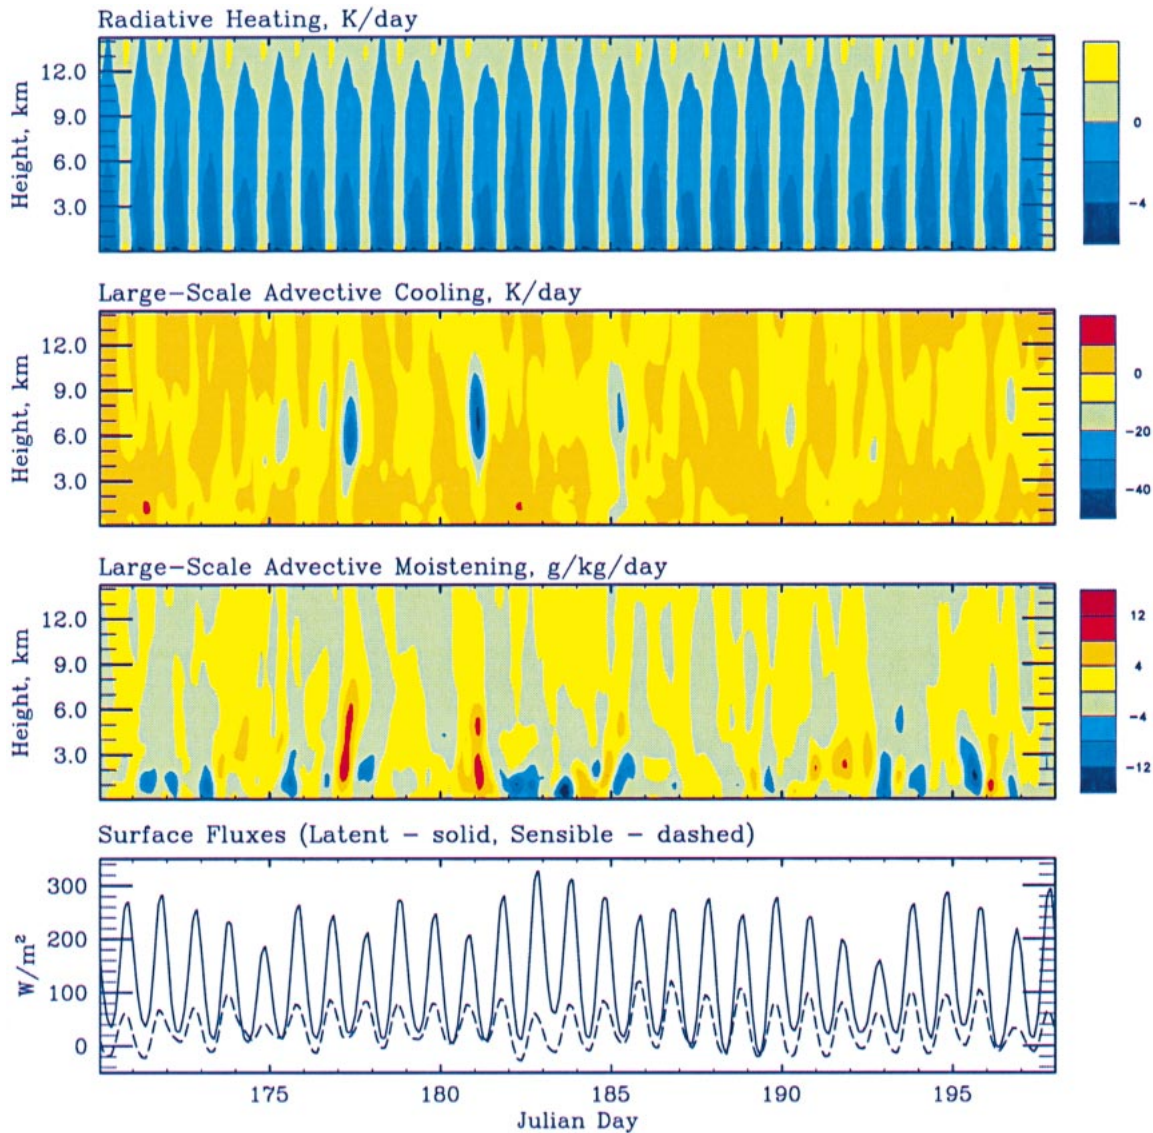 Radiative Heating, K/day
Height, km
12.0
9.0
6.0
3.0
0
-4
Large-Scale Advective Cooling, K/day
Height, km
12.0
9.0
6.0
3.0
0
-20
-40
Large-Scale Advective Moistening, g/kg/day
Height, km
12.0
9.0
6.0
3.0
12
4
-4
-12
Surface Fluxes (Latent - solid, Sensible - dashed)
W/m²
300
200
100
0
175 180 185 190 195
Julian Day